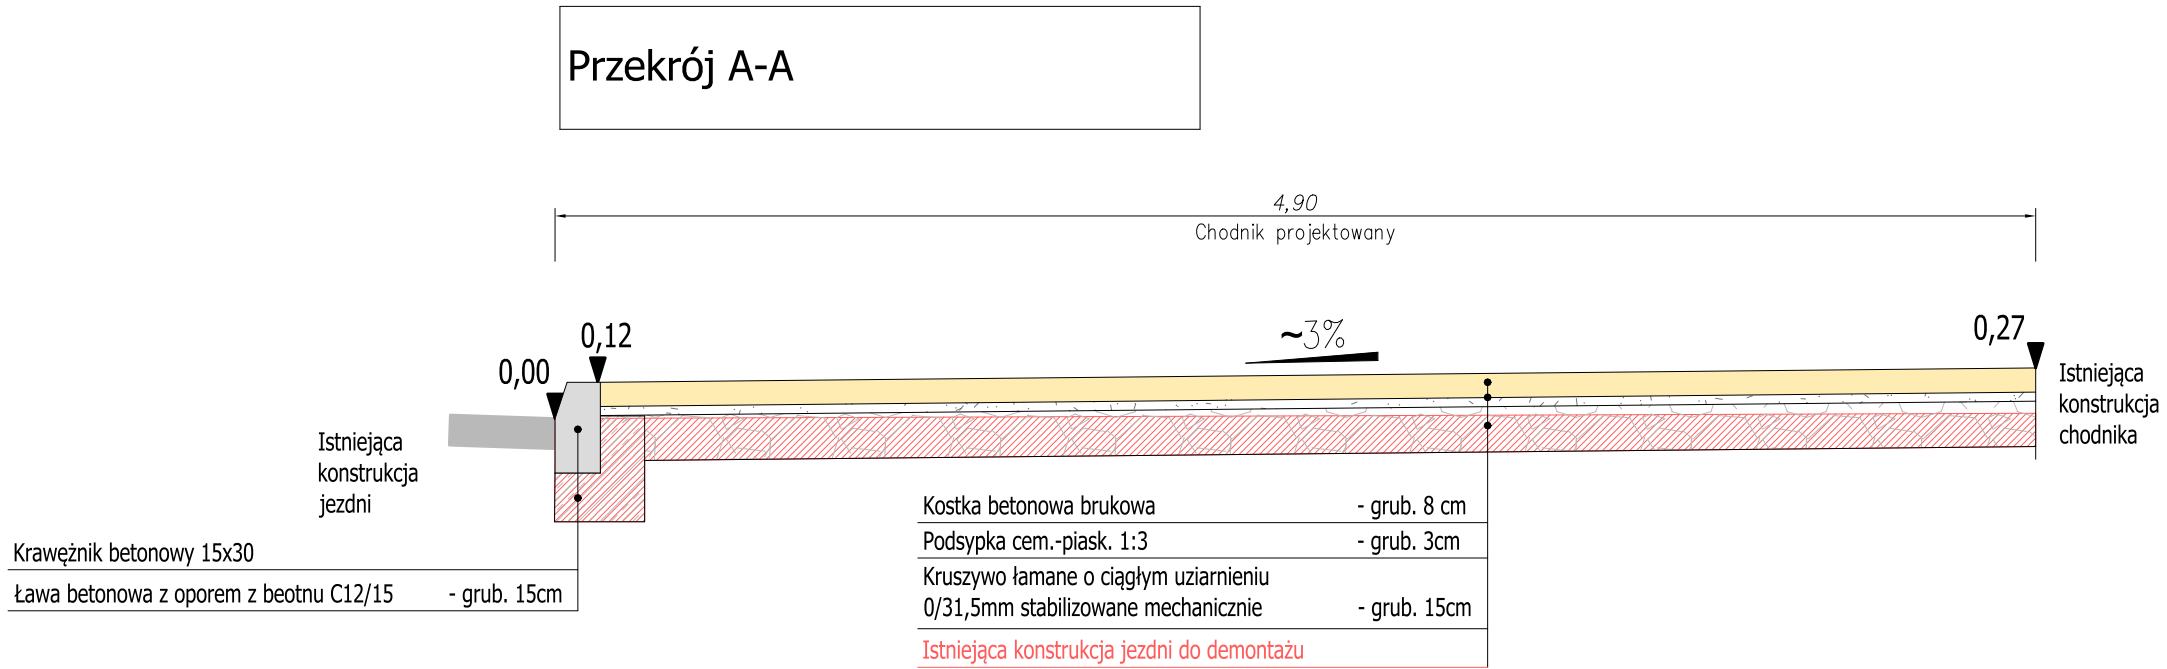 Przekrój A-A
4,90
Chodnik projektowany
0,00
0,12
~3%
0,27
Istniejąca
konstrukcja
jezdni
Istniejąca
konstrukcja
chodnika
Krawężnik betonowy 15x30
Ława betonowa z oporem z beotnu C12/15 - grub. 15cm
Kostka betonowa brukowa - grub. 8 cm
Podsypka cem.-piask. 1:3 - grub. 3cm
Kruszywo łamane o ciągłym uziarnieniu
0/31,5mm stabilizowane mechanicznie - grub. 15cm
Istniejąca konstrukcja jezdni do demontażu